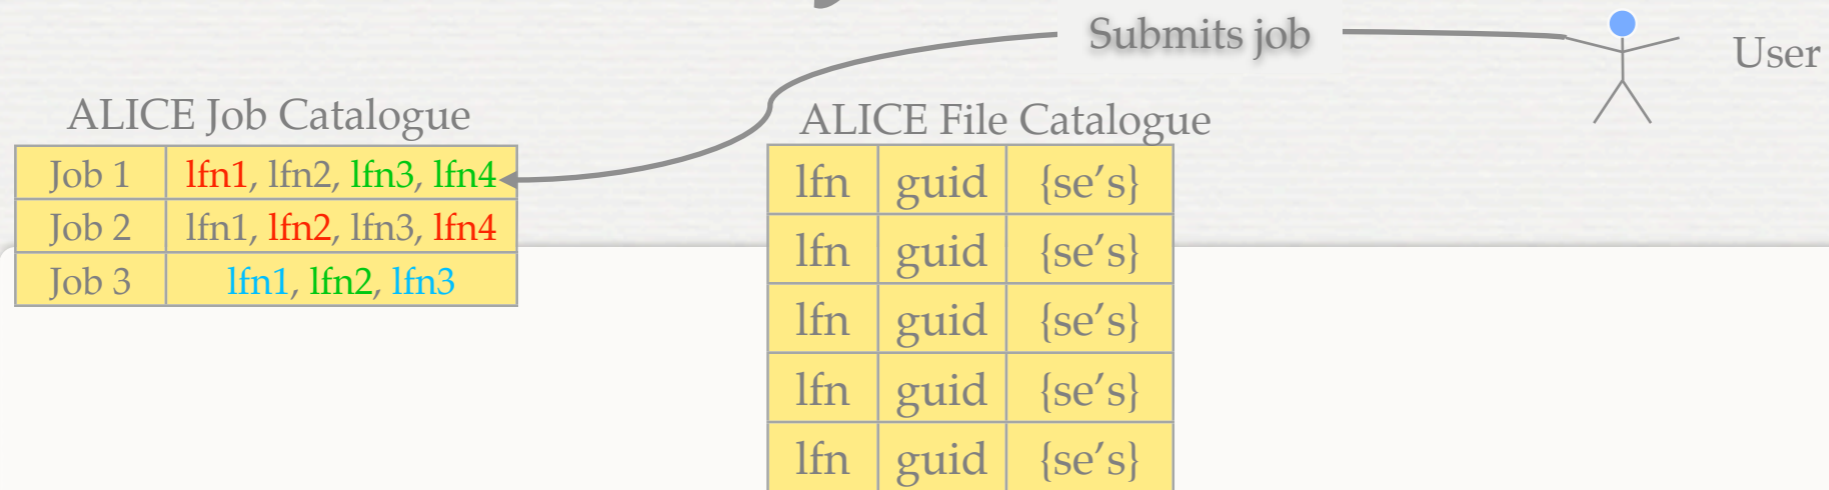 Submits job
User
ALICE Job Catalogue
Job 1 lfn1, lfn2, lfn3, lfn4
Job 2 lfn1, lfn2, lfn3, lfn4
Job 3 lfn1, lfn2, lfn3
ALICE File Catalogue
lfn guid {se’s}
lfn guid {se’s}
lfn guid {se’s}
lfn guid {se’s}
lfn guid {se’s}